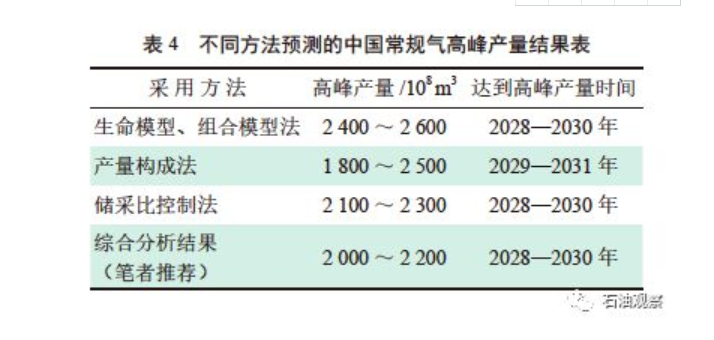 表 4 不同方法预测的中国常规气高峰产量结果表
采用方法 高峰产量 /10⁸m³ 达到高峰产量时间
生命模型、组合模型法 2 400 ~ 2 600 2028—2030 年
产量构成法 1 800 ~ 2 500 2029—2031 年
储采比控制法 2 100 ~ 2 300 2028—2030 年
综合分析结果
（笔者推荐） 2 000 ~ 2 200 2028—2030 年
石油观察